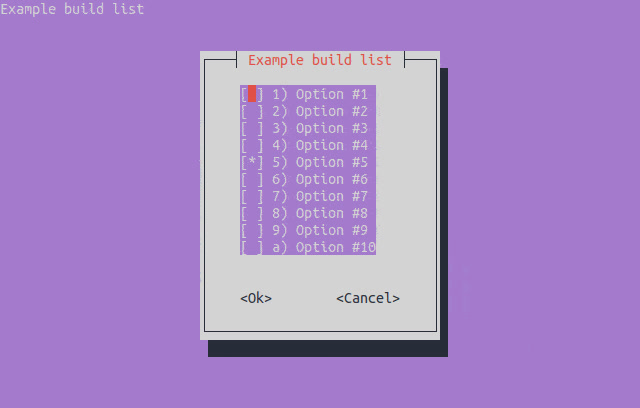 Example build list
Example build list
[ ] 1) Option #1
[ ] 2) Option #2
[ ] 3) Option #3
[ ] 4) Option #4
[*] 5) Option #5
[ ] 6) Option #6
[ ] 7) Option #7
[ ] 8) Option #8
[ ] 9) Option #9
[ ] a) Option #10
<Ok> <Cancel>